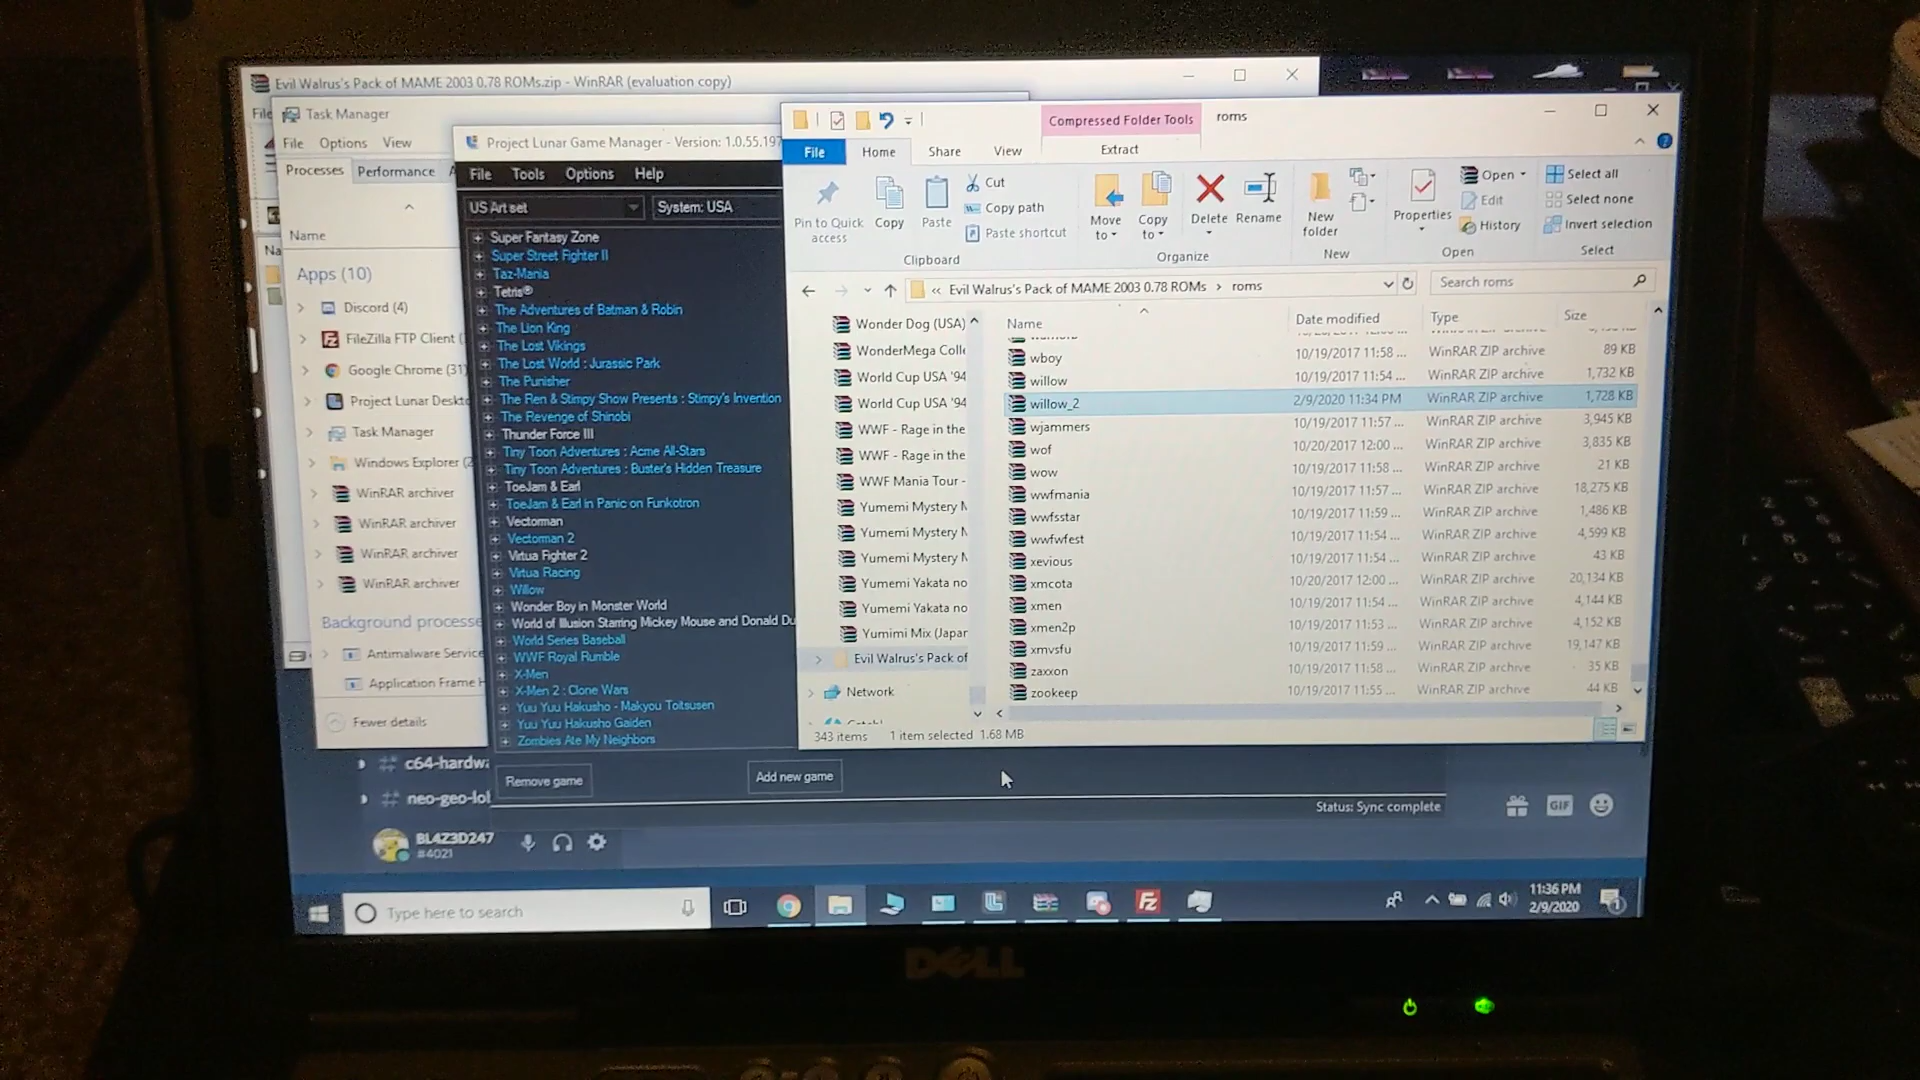 Evil Walrus's Pack of MAME 2003 0.78 ROMs.zip - WinRAR (evaluation copy)
File
Task Manager
File Options View
Processes Performance
Name
Apps (10)
Discord (4)
FileZilla FTP Client (
Google Chrome (31)
Project Lunar Deskto
Task Manager
Windows Explorer (2
WinRAR archiver
WinRAR archiver
WinRAR archiver
WinRAR archiver
Background processe
Antimalware Service
Application Frame H
Fewer details
Project Lunar Game Manager - Version: 1.0.55.197
File Tools Options Help
US Art set
System: USA
Super Fantasy Zone
Super Street Fighter II
Taz-Mania
Tetris®
The Adventures of Batman & Robin
The Lion King
The Lost Vikings
The Lost World : Jurassic Park
The Punisher
The Ren & Stimpy Show Presents : Stimpy's Invention
The Revenge of Shinobi
Thunder Force III
Tiny Toon Adventures : Acme All-Stars
Tiny Toon Adventures : Buster's Hidden Treasure
ToeJam & Earl
ToeJam & Earl in Panic on Funkotron
Vectorman
Vectorman 2
Virtua Fighter 2
Virtua Racing
Willow
Wonder Boy in Monster World
World of Illusion Starring Mickey Mouse and Donald Du
World Series Baseball
WWF Royal Rumble
X-Men
X-Men 2 : Clone Wars
Yuu Yuu Hakusho - Makyou Toitsusen
Yuu Yuu Hakusho Gaiden
Zombies Ate My Neighbors
Remove game
Add new game
Status: Sync complete
Compressed Folder Tools
roms
File Home Share View Extract
Pin to Quick access
Copy
Paste
Cut
Copy path
Paste shortcut
Clipboard
Move to
Copy to
Delete
Rename
Organize
New folder
New
Properties
Open
Edit
History
Open
Select all
Select none
Invert selection
Select
« Evil Walrus's Pack of MAME 2003 0.78 ROMs › roms
Search roms
Wonder Dog (USA)
WonderMega Colle
World Cup USA '94
World Cup USA '94
WWF - Rage in the
WWF - Rage in the
WWF Mania Tour -
Yumemi Mystery M
Yumemi Mystery M
Yumemi Mystery M
Yumemi Yakata no
Yumemi Yakata no
Yumimi Mix (Japan
Evil Walrus's Pack of
Network
Name Date modified Type Size
wboy 10/19/2017 11:58 ... WinRAR ZIP archive 89 KB
willow 10/19/2017 11:54 ... WinRAR ZIP archive 1,732 KB
willow_2 2/9/2020 11:34 PM WinRAR ZIP archive 1,728 KB
wjammers 10/19/2017 11:57 ... WinRAR ZIP archive 3,945 KB
wof 10/20/2017 12:00 ... WinRAR ZIP archive 3,835 KB
wow 10/19/2017 11:58 ... WinRAR ZIP archive 21 KB
wwfmania 10/19/2017 11:57 ... WinRAR ZIP archive 18,275 KB
wwfsstar 10/19/2017 11:59 ... WinRAR ZIP archive 1,486 KB
wwfwfest 10/19/2017 11:54 ... WinRAR ZIP archive 4,599 KB
xevious 10/19/2017 11:54 ... WinRAR ZIP archive 43 KB
xmcota 10/20/2017 12:00 ... WinRAR ZIP archive 20,134 KB
xmen 10/19/2017 11:54 ... WinRAR ZIP archive 4,144 KB
xmen2p 10/19/2017 11:53 ... WinRAR ZIP archive 4,152 KB
xmvsfu 10/19/2017 11:59 ... WinRAR ZIP archive 19,147 KB
zaxxon 10/19/2017 11:58 ... WinRAR ZIP archive 35 KB
zookeep 10/19/2017 11:55 ... WinRAR ZIP archive 44 KB
343 items 1 item selected 1.68 MB
# c64-hardwa
# neo-geo-lob
BL4Z3D247
#4021
GIF
Type here to search
11:36 PM
2/9/2020
DELL